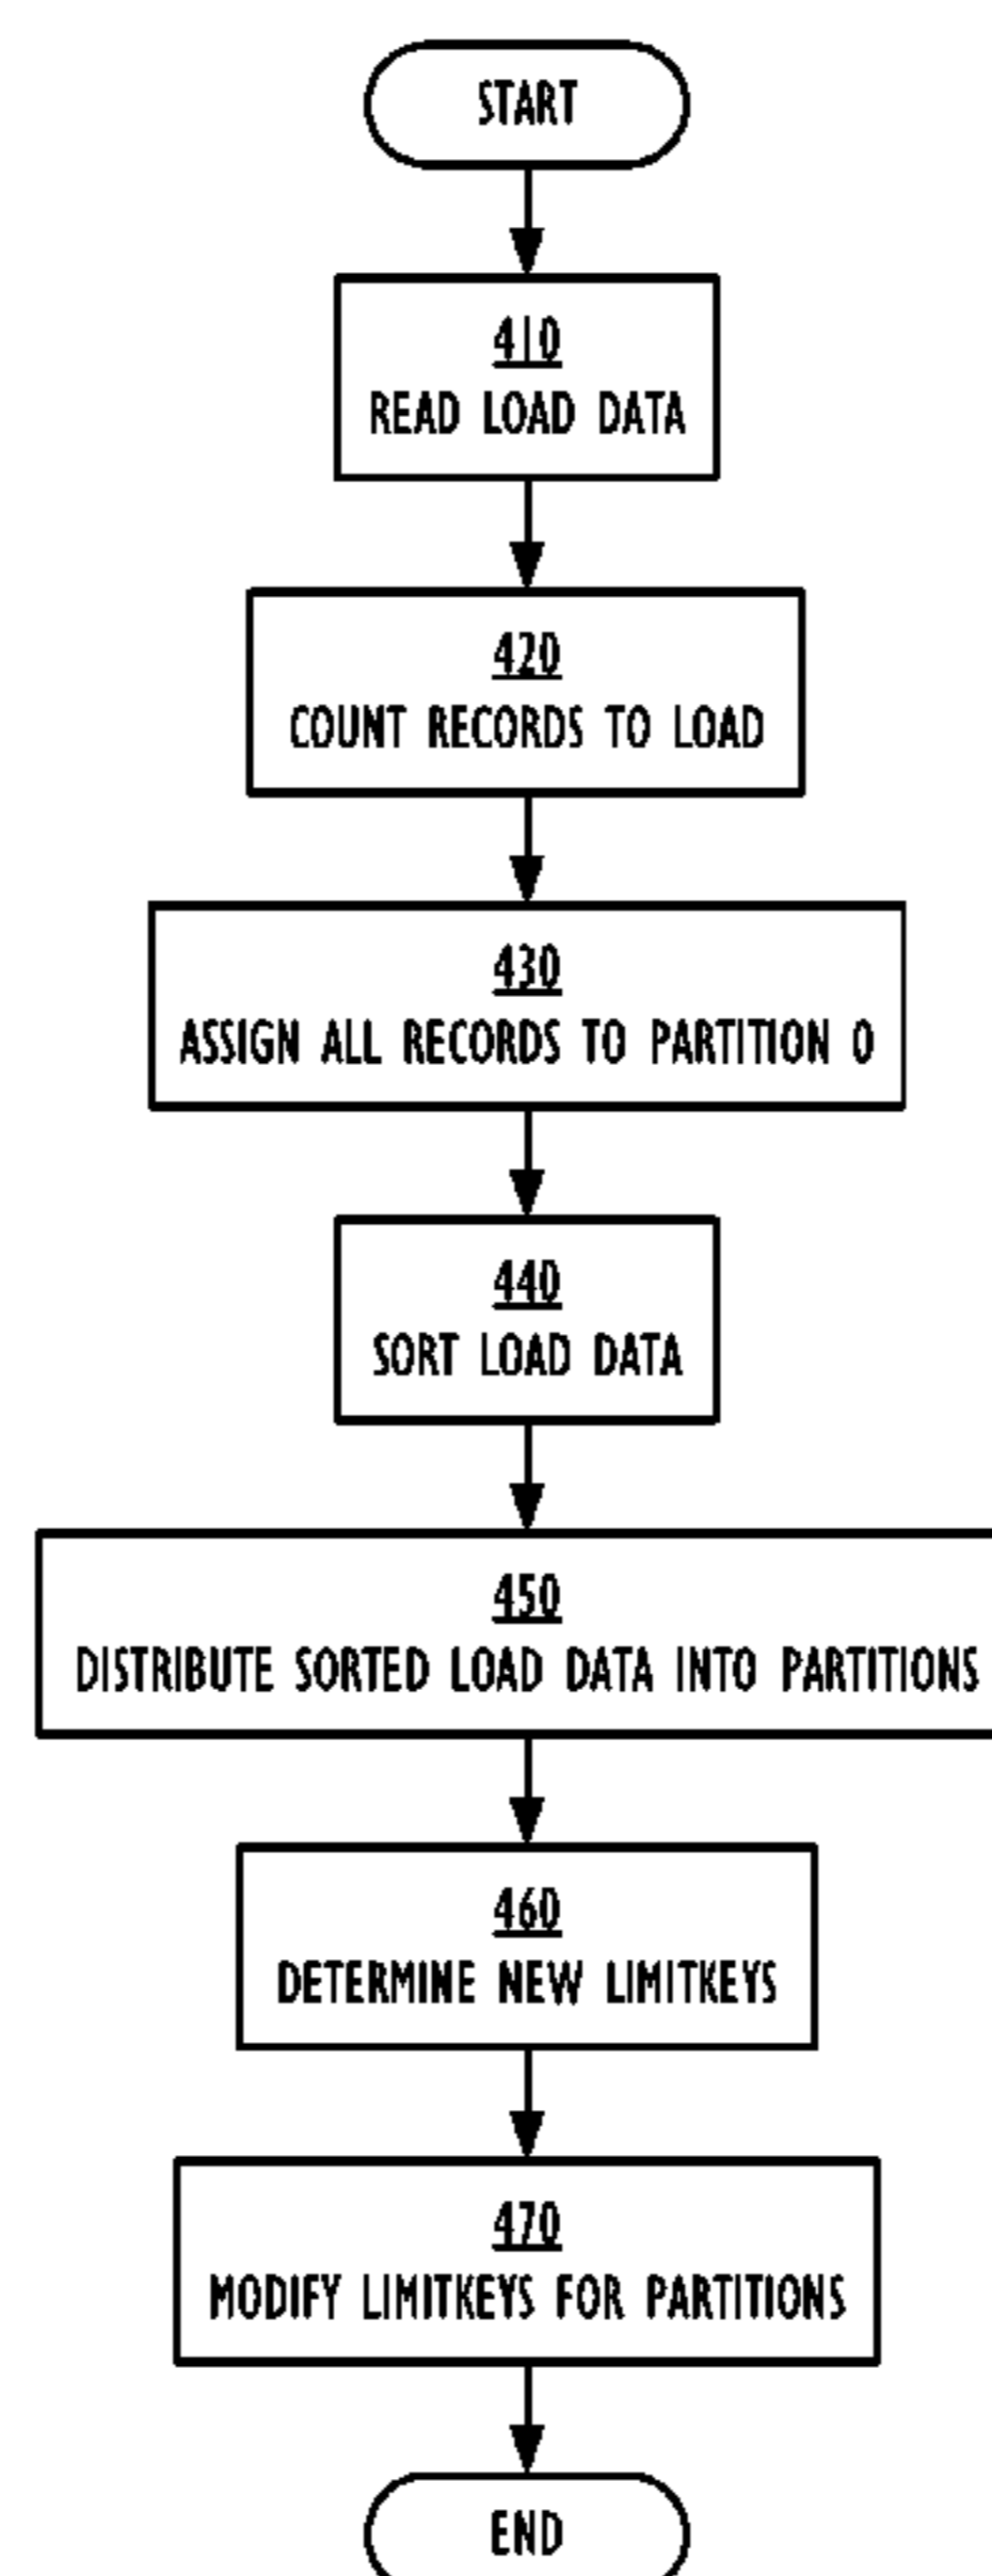 START
410
READ LOAD DATA
420
COUNT RECORDS TO LOAD
430
ASSIGN ALL RECORDS TO PARTITION 0
440
SORT LOAD DATA
450
DISTRIBUTE SORTED LOAD DATA INTO PARTITIONS
460
DETERMINE NEW LIMITKEYS
470
MODIFY LIMITKEYS FOR PARTITIONS
END